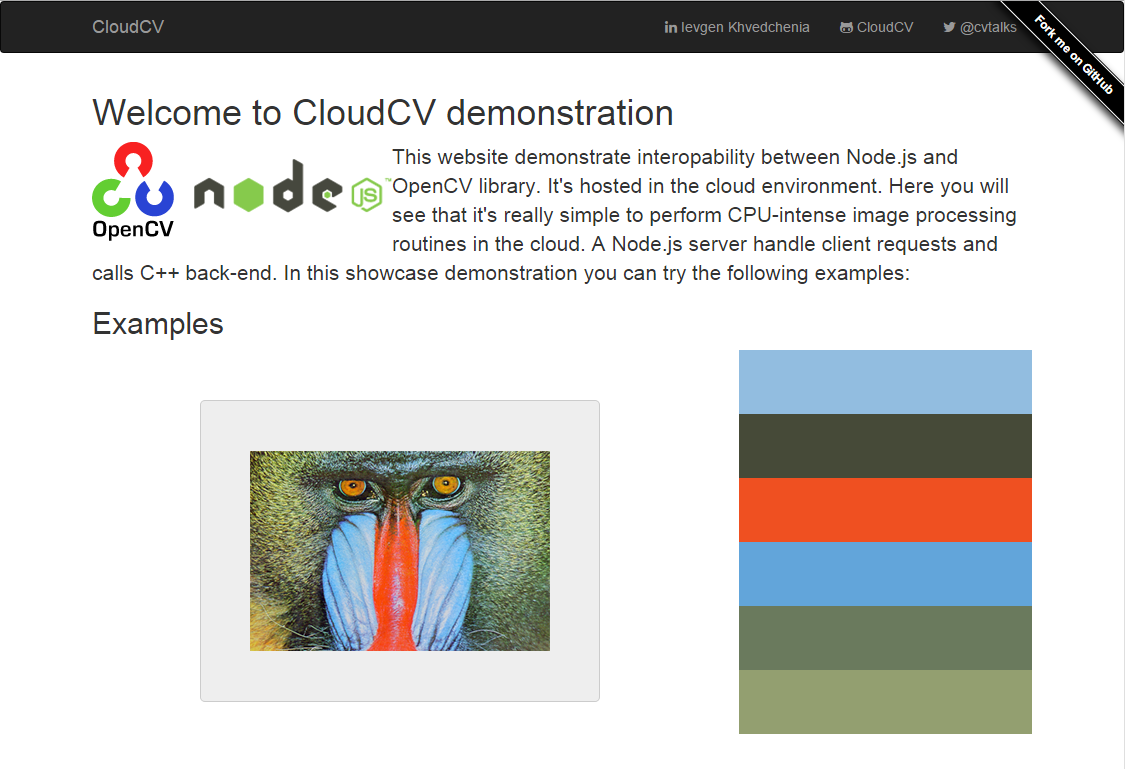 CloudCV
Ievgen Khvedchenia
CloudCV
@cvtalks
Fork me on GitHub
Welcome to CloudCV demonstration
OpenCV
node
JS™
This website demonstrate interopability between Node.js and
OpenCV library. It's hosted in the cloud environment. Here you will
see that it's really simple to perform CPU-intense image processing
routines in the cloud. A Node.js server handle client requests and
calls C++ back-end. In this showcase demonstration you can try the following examples:
Examples